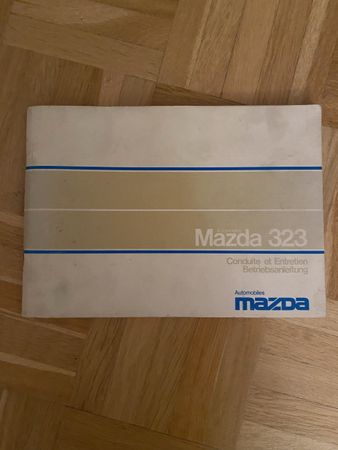 Mazda 323
Conduite et Entretien
Betriebsanleitung
Automobiles
mazda